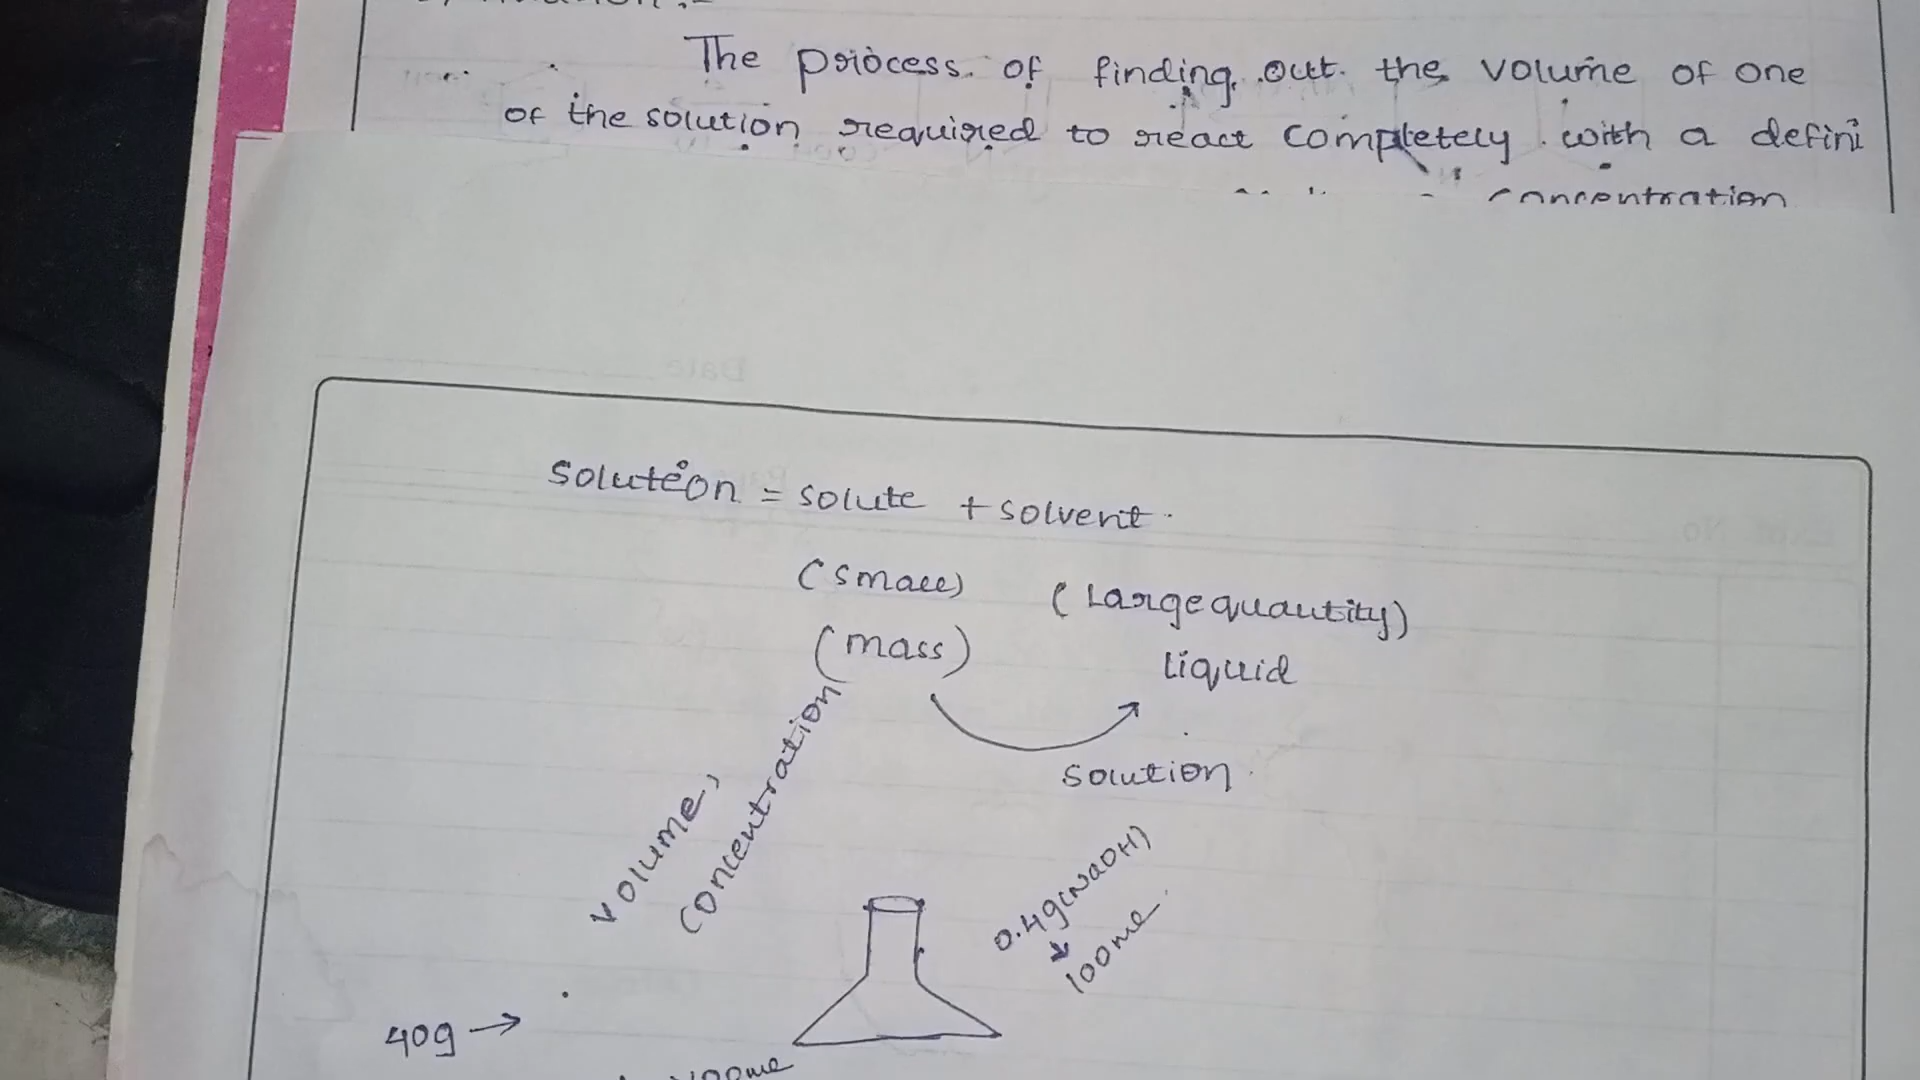 The process of finding out the volume of one
of the solution required to react completely with a defini
concentration
solution = solute + solvent
(small) (Large quantity)
(mass) liquid
solution
volume,
concentration
0.4g(NaOH)
100ml
40g →